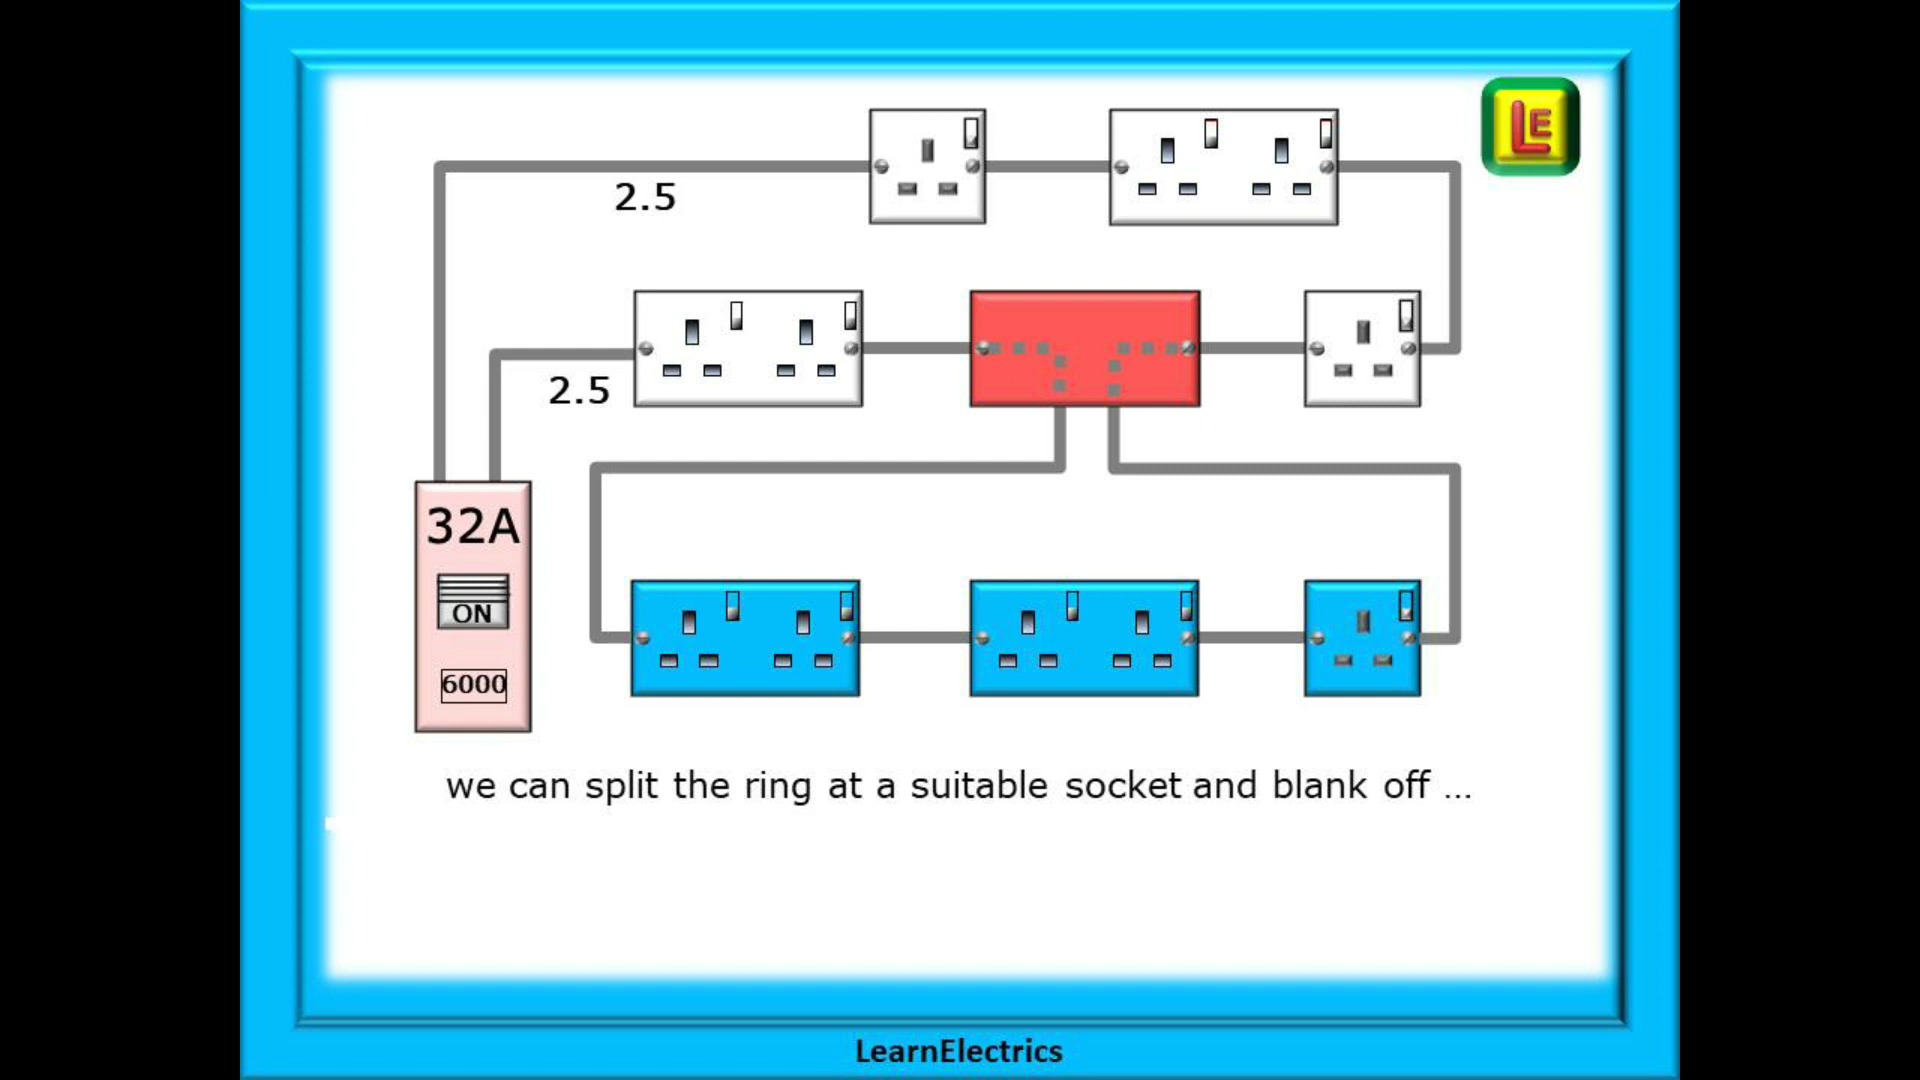 LE
2.5
2.5
32A
ON
6000
we can split the ring at a suitable socket and blank off ...
LearnElectrics